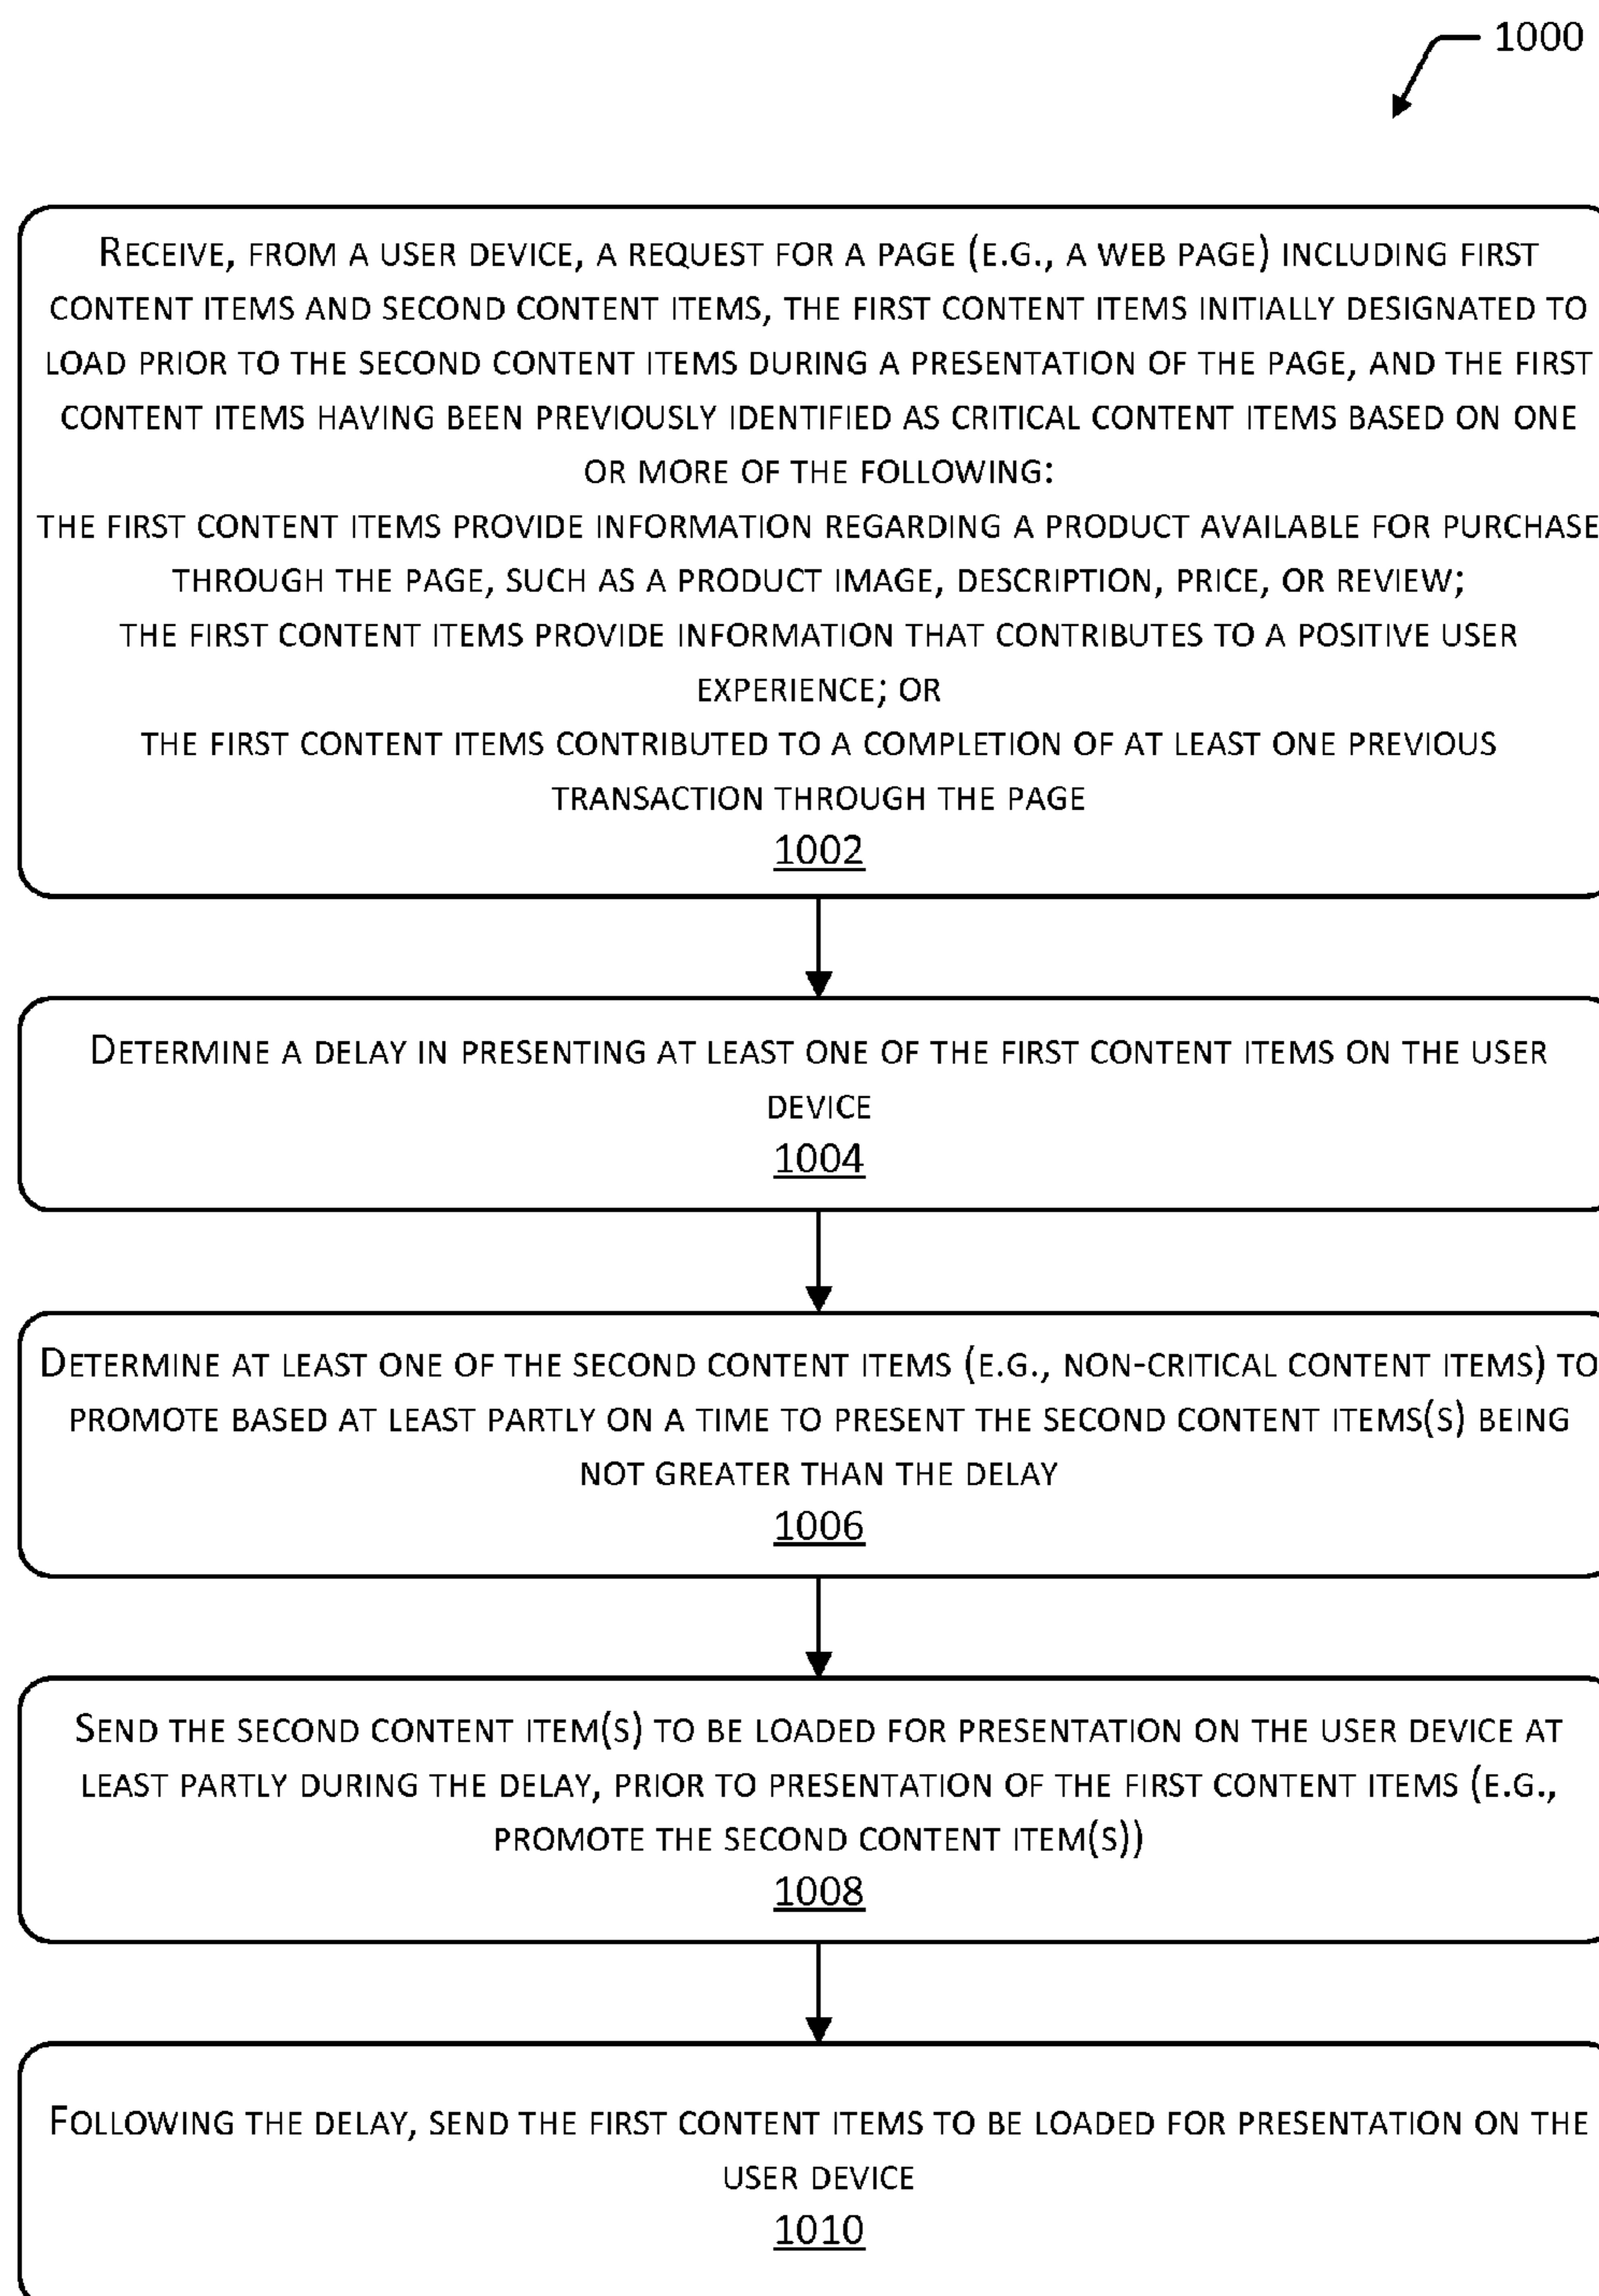 1000
RECEIVE, FROM A USER DEVICE, A REQUEST FOR A PAGE (E.G., A WEB PAGE) INCLUDING FIRST
CONTENT ITEMS AND SECOND CONTENT ITEMS, THE FIRST CONTENT ITEMS INITIALLY DESIGNATED TO
LOAD PRIOR TO THE SECOND CONTENT ITEMS DURING A PRESENTATION OF THE PAGE, AND THE FIRST
CONTENT ITEMS HAVING BEEN PREVIOUSLY IDENTIFIED AS CRITICAL CONTENT ITEMS BASED ON ONE
OR MORE OF THE FOLLOWING:
THE FIRST CONTENT ITEMS PROVIDE INFORMATION REGARDING A PRODUCT AVAILABLE FOR PURCHASE
THROUGH THE PAGE, SUCH AS A PRODUCT IMAGE, DESCRIPTION, PRICE, OR REVIEW;
THE FIRST CONTENT ITEMS PROVIDE INFORMATION THAT CONTRIBUTES TO A POSITIVE USER
EXPERIENCE; OR
THE FIRST CONTENT ITEMS CONTRIBUTED TO A COMPLETION OF AT LEAST ONE PREVIOUS
TRANSACTION THROUGH THE PAGE
1002
DETERMINE A DELAY IN PRESENTING AT LEAST ONE OF THE FIRST CONTENT ITEMS ON THE USER
DEVICE
1004
DETERMINE AT LEAST ONE OF THE SECOND CONTENT ITEMS (E.G., NON-CRITICAL CONTENT ITEMS) TO
PROMOTE BASED AT LEAST PARTLY ON A TIME TO PRESENT THE SECOND CONTENT ITEMS(S) BEING
NOT GREATER THAN THE DELAY
1006
SEND THE SECOND CONTENT ITEM(S) TO BE LOADED FOR PRESENTATION ON THE USER DEVICE AT
LEAST PARTLY DURING THE DELAY, PRIOR TO PRESENTATION OF THE FIRST CONTENT ITEMS (E.G.,
PROMOTE THE SECOND CONTENT ITEM(S))
1008
FOLLOWING THE DELAY, SEND THE FIRST CONTENT ITEMS TO BE LOADED FOR PRESENTATION ON THE
USER DEVICE
1010